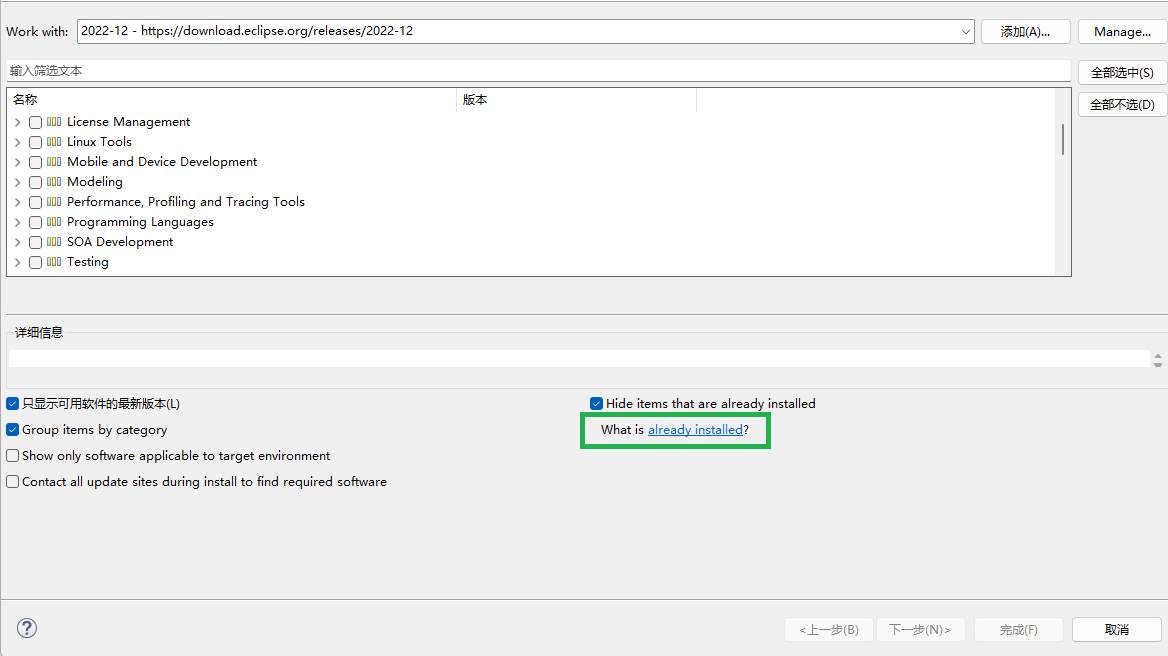 Work with: 2022-12 - https://download.eclipse.org/releases/2022-12 添加(A)... Manage...
输入筛选文本 全部选中(S)
名称 版本 全部不选(D)
License Management
Linux Tools
Mobile and Device Development
Modeling
Performance, Profiling and Tracing Tools
Programming Languages
SOA Development
Testing
详细信息
只显示可用软件的最新版本(L) Hide items that are already installed
Group items by category What is already installed?
Show only software applicable to target environment
Contact all update sites during install to find required software
? <上一步(B) 下一步(N)> 完成(F) 取消